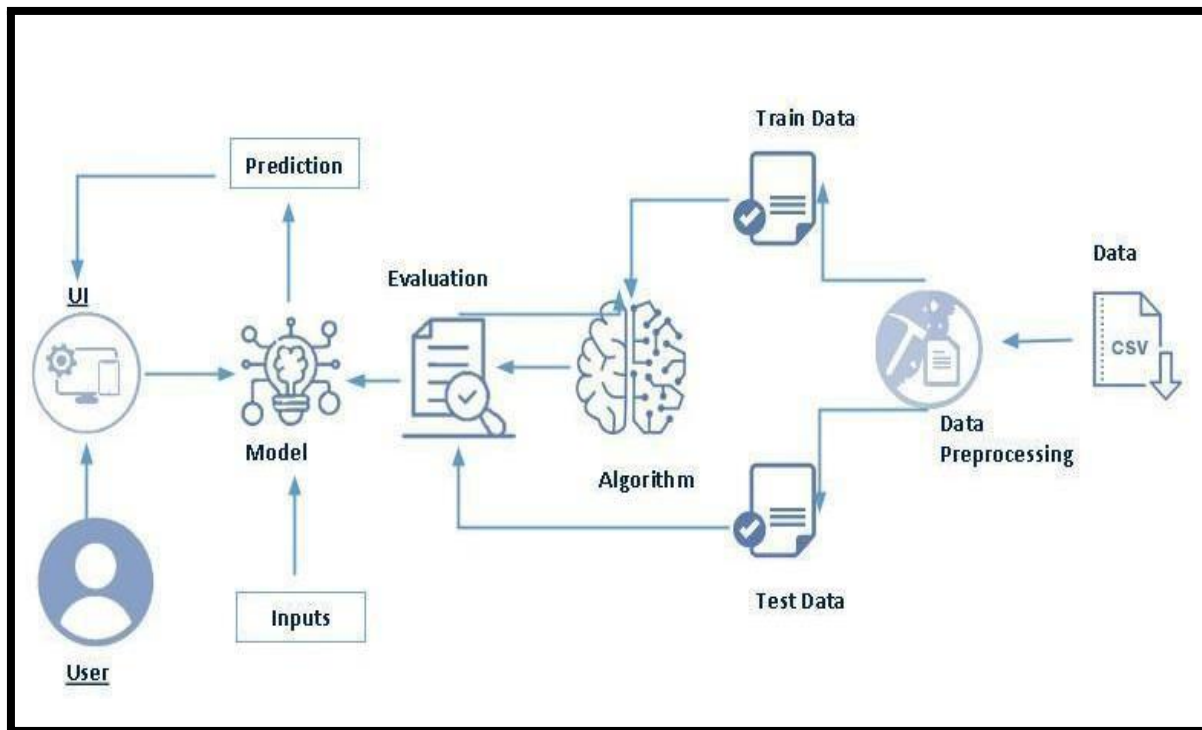 Train Data
Prediction
Data
Evaluation
UI
CSV
Data
Preprocessing
Model
Algorithm
Test Data
Inputs
User